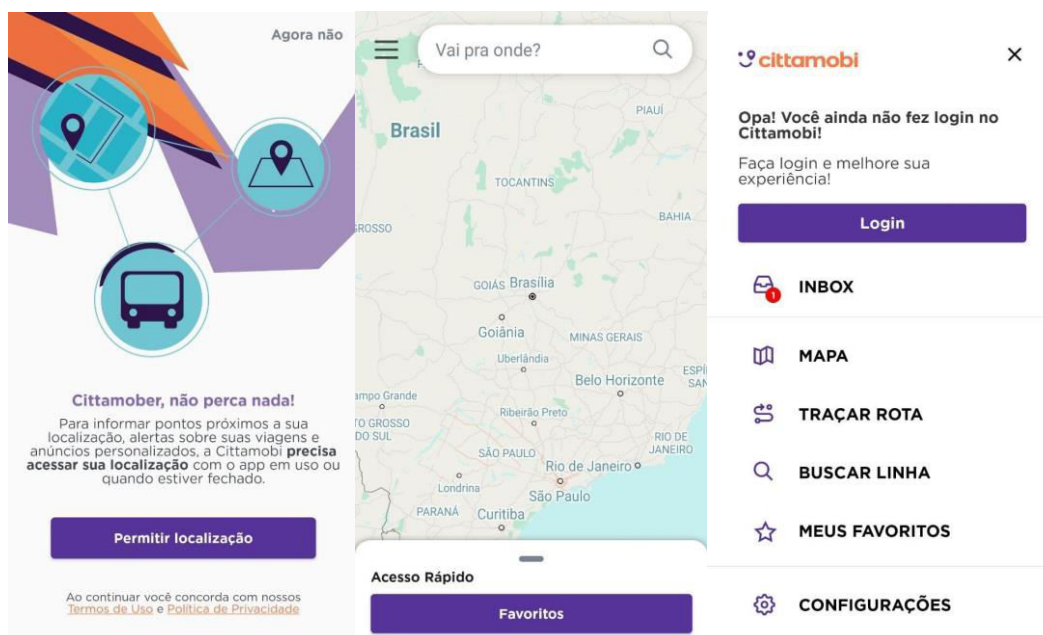 Agora não
Cittamober, não perca nada!
Para informar pontos próximos a sua
localização, alertas sobre suas viagens e
anúncios personalizados, a Cittamobi precisa
acessar sua localização com o app em uso ou
quando estiver fechado.
Permitir localização
Ao continuar você concorda com nossos
Termos de Uso e Política de Privacidade
Vai pra onde?
PIAUÍ
Brasil
TOCANTINS
BAHIA
GROSSO
GOIÁS Brasília
Goiânia
MINAS GERAIS
Uberlândia
ESPÍ
SAN
Belo Horizonte
ampo Grande
Ribeirão Preto
TO GROSSO
DO SUL
RIO DE
JANEIRO
SÃO PAULO
Rio de Janeiro
Londrina
São Paulo
PARANÁ
Curitiba
Acesso Rápido
Favoritos
cittamobi
Opa! Você ainda não fez login no
Cittamobi!
Faça login e melhore sua
experiência!
Login
1
INBOX
MAPA
TRAÇAR ROTA
BUSCAR LINHA
MEUS FAVORITOS
CONFIGURAÇÕES